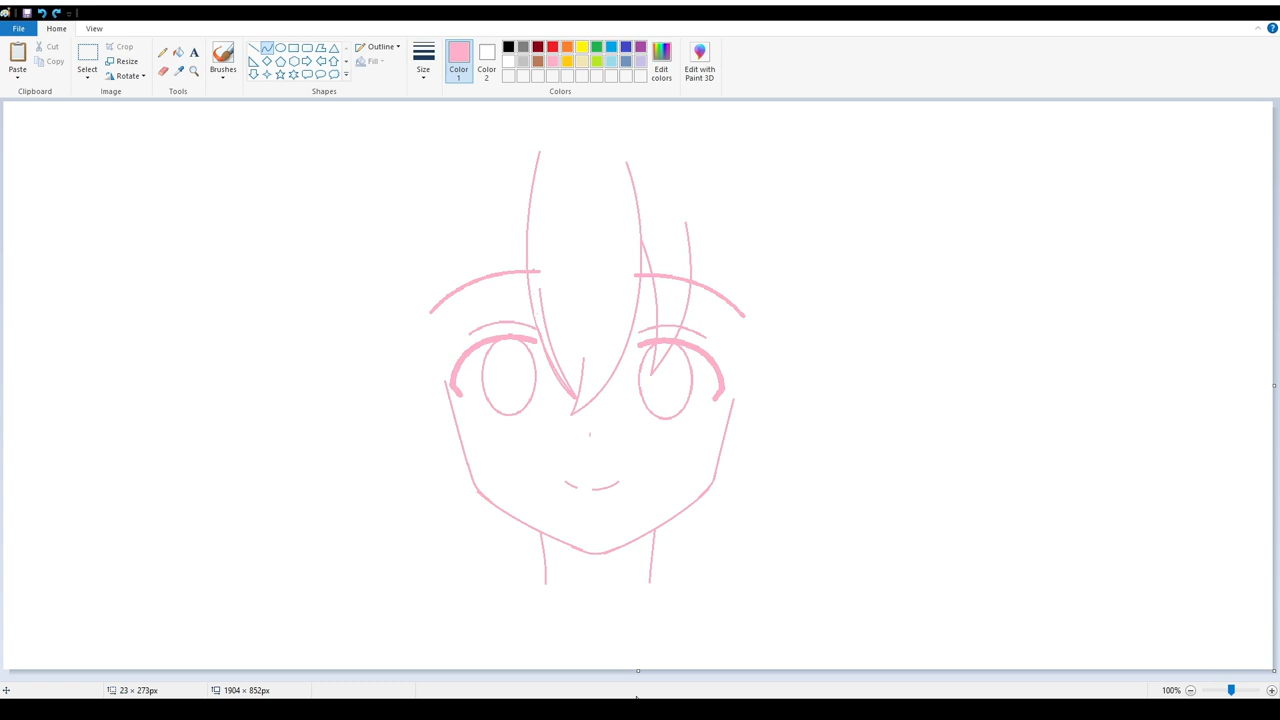 File Home View
Paste
Cut
Copy
Clipboard
Select
Crop
Resize
Rotate
Image
A
Tools
Brushes
Outline
Fill
Shapes
Size
Color
1
Color
2
Edit
colors
Colors
Edit with
Paint 3D
23 × 273px
1904 × 852px
100%